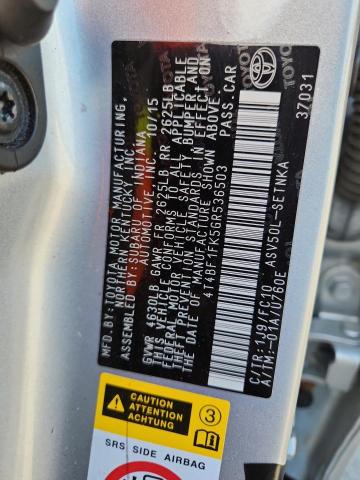 MFD.BY:TOYOTA MOTOR MANUFACTURING,
NORTHERN KENTUCKY, INC.
ASSEMBLED BY:SUBARU OF INDIANA
AUTOMOTIVE INC. 10/15
GVWR 4630LB GAWR FR 2625LB RR 2625LB
THIS VEHICLE CONFORMS TO ALL APPLICABLE
FEDERAL MOTOR VEHICLE SAFETY, BUMPER AND
THEFT PREVENTION STANDARDS IN EFFECT ON
THE DATE OF MANUFACTURE SHOWN ABOVE.
4T4BF1FK5GR536503 PASS.CAR
C/TR:1J9/FG10 ASV50L-SETNKA
A/TM:-01A/U760E
37031
TOYOTA
CAUTION
ATTENTION
ACHTUNG
3
SRS SIDE AIRBAG